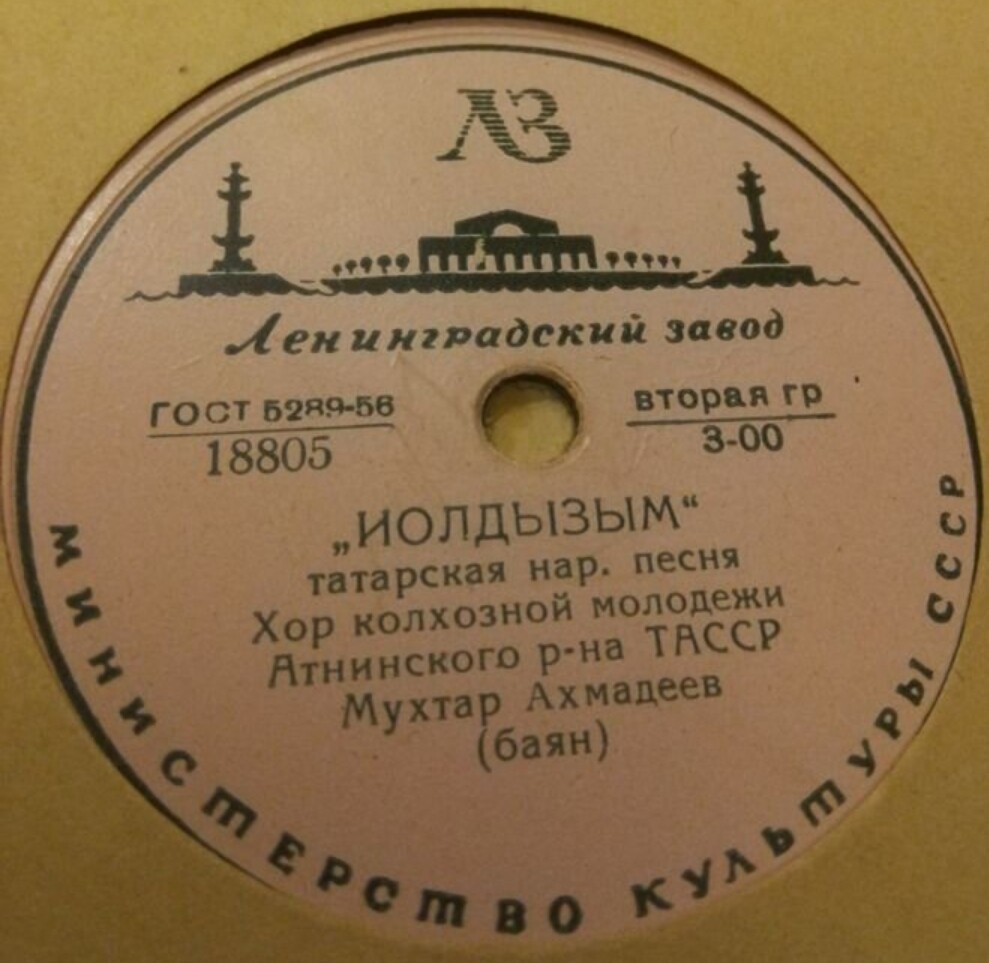 ЛЗ
Ленинградский завод
ГОСТ 5289-56
18805
вторая гр
3-00
„ИОЛДЫЗЫМ“
татарская нар. песня
Хор колхозной молодежи
Атнинского р-на ТАССР
Мухтар Ахмадеев
(баян)
МИНИСТЕРСТВО КУЛЬТУРЫ СССР